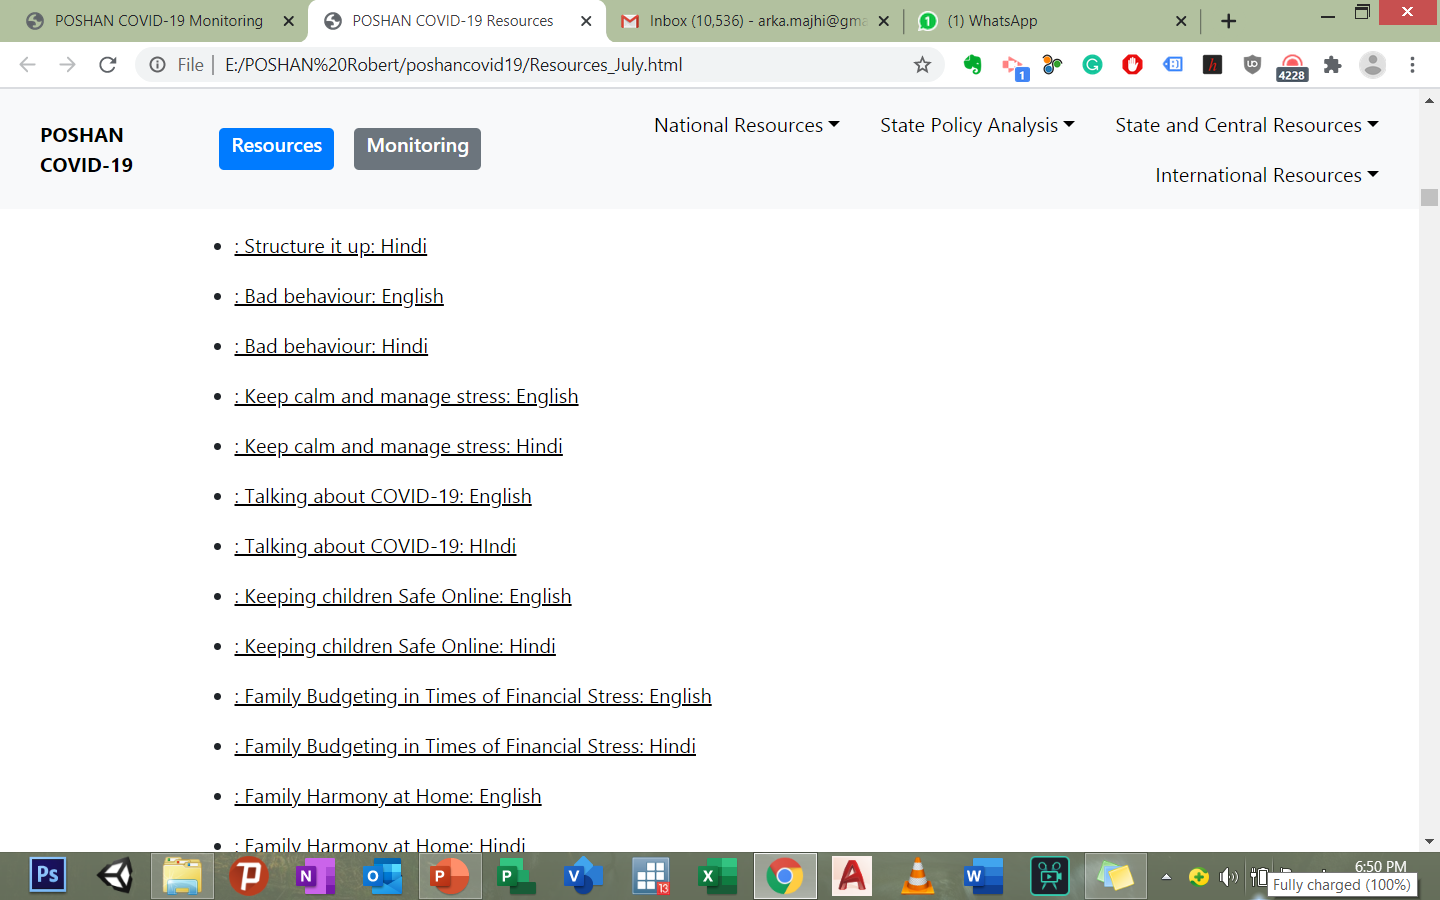 POSHAN COVID-19 Monitoring
POSHAN COVID-19 Resources
Inbox (10,536) - arka.majhi@gma
(1) WhatsApp
File | E:/POSHAN%20Robert/poshancovid19/Resources_July.html
1
4228
POSHAN
COVID-19
Resources
Monitoring
National Resources
State Policy Analysis
State and Central Resources
International Resources
: Structure it up: Hindi
: Bad behaviour: English
: Bad behaviour: Hindi
: Keep calm and manage stress: English
: Keep calm and manage stress: Hindi
: Talking about COVID-19: English
: Talking about COVID-19: HIndi
: Keeping children Safe Online: English
: Keeping children Safe Online: Hindi
: Family Budgeting in Times of Financial Stress: English
: Family Budgeting in Times of Financial Stress: Hindi
: Family Harmony at Home: English
: Family Harmony at Home: Hindi
Ps
13
6:50 PM
Fully charged (100%)